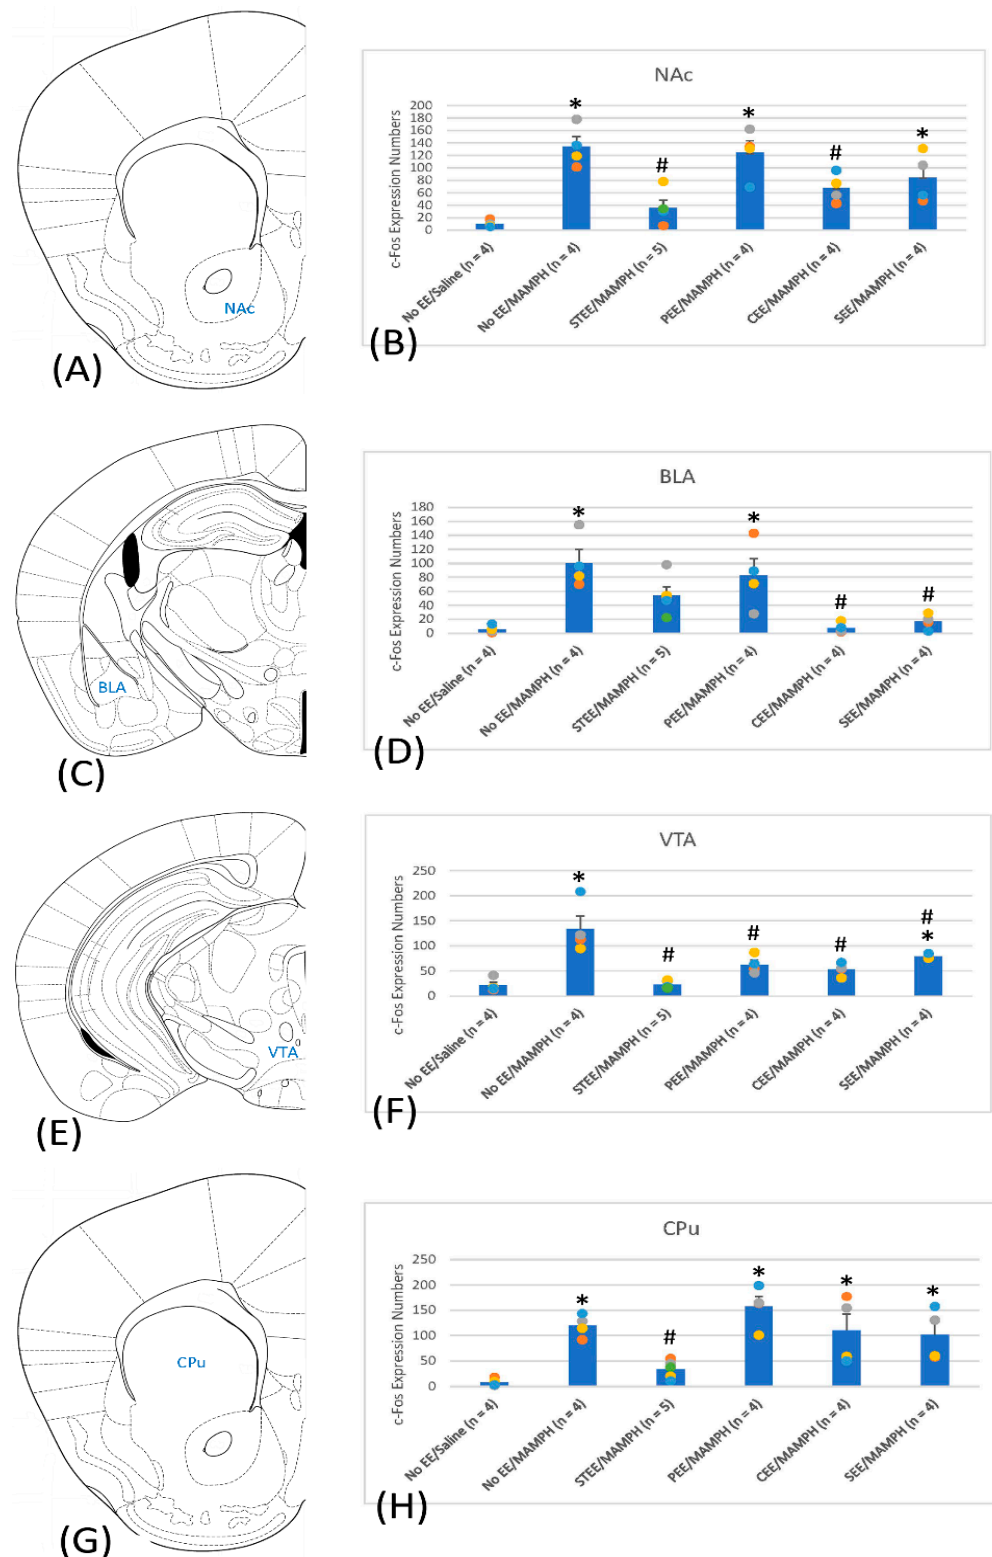 NAc
(A)
NAc
c-Fos Expression Numbers
200
180
160
140
120
100
80
60
40
20
0
*
#
*
#
*
No EE/Saline (n = 4)
No EE/MAMPH (n = 4)
STEE/MAMPH (n = 5)
PEE/MAMPH (n = 4)
CEE/MAMPH (n = 4)
SEE/MAMPH (n = 4)
(B)
BLA
(C)
BLA
c-Fos Expression Numbers
180
160
140
120
100
80
60
40
20
0
*
*
#
#
No EE/Saline (n = 4)
No EE/MAMPH (n = 4)
STEE/MAMPH (n = 5)
PEE/MAMPH (n = 4)
CEE/MAMPH (n = 4)
SEE/MAMPH (n = 4)
(D)
VTA
(E)
VTA
c-Fos Expression Numbers
250
200
150
100
50
0
*
#
#
#
#
*
No EE/Saline (n = 4)
No EE/MAMPH (n = 4)
STEE/MAMPH (n = 5)
PEE/MAMPH (n = 4)
CEE/MAMPH (n = 4)
SEE/MAMPH (n = 4)
(F)
CPu
(G)
CPu
c-Fos Expression Numbers
250
200
150
100
50
0
*
#
*
*
*
No EE/Saline (n = 4)
No EE/MAMPH (n = 4)
STEE/MAMPH (n = 5)
PEE/MAMPH (n = 4)
CEE/MAMPH (n = 4)
SEE/MAMPH (n = 4)
(H)